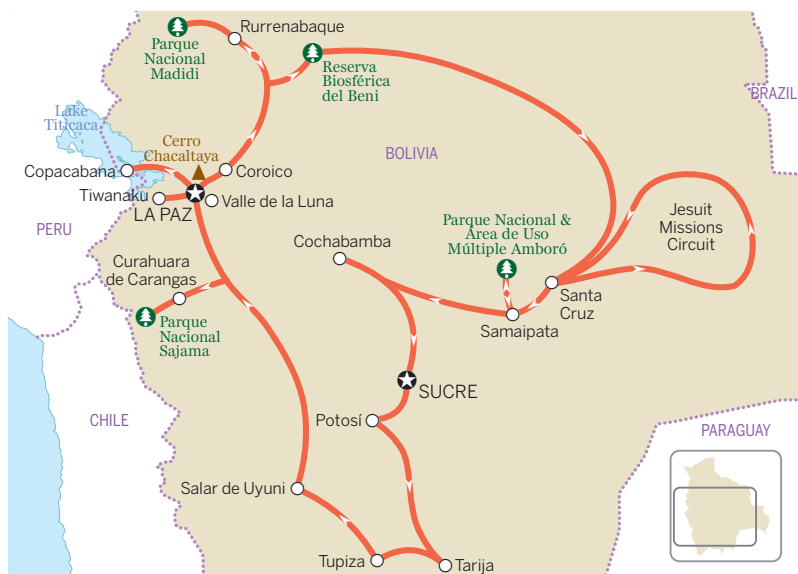 Parque
Nacional
Madidi
Rurrenabaque
Reserva
Biosférica
del Beni
BRAZIL
Lake
Titicaca
Cerro
Chacaltaya
BOLIVIA
Copacabana
Coroico
Tiwanaku
LA PAZ
Valle de la Luna
PERU
Parque Nacional &
Área de Uso
Múltiple Amboró
Jesuit
Missions
Circuit
Cochabamba
Curahuara
de Carangas
Santa
Cruz
Samaipata
Parque
Nacional
Sajama
SUCRE
CHILE
Potosí
PARAGUAY
Salar de Uyuni
Tupiza
Tarija